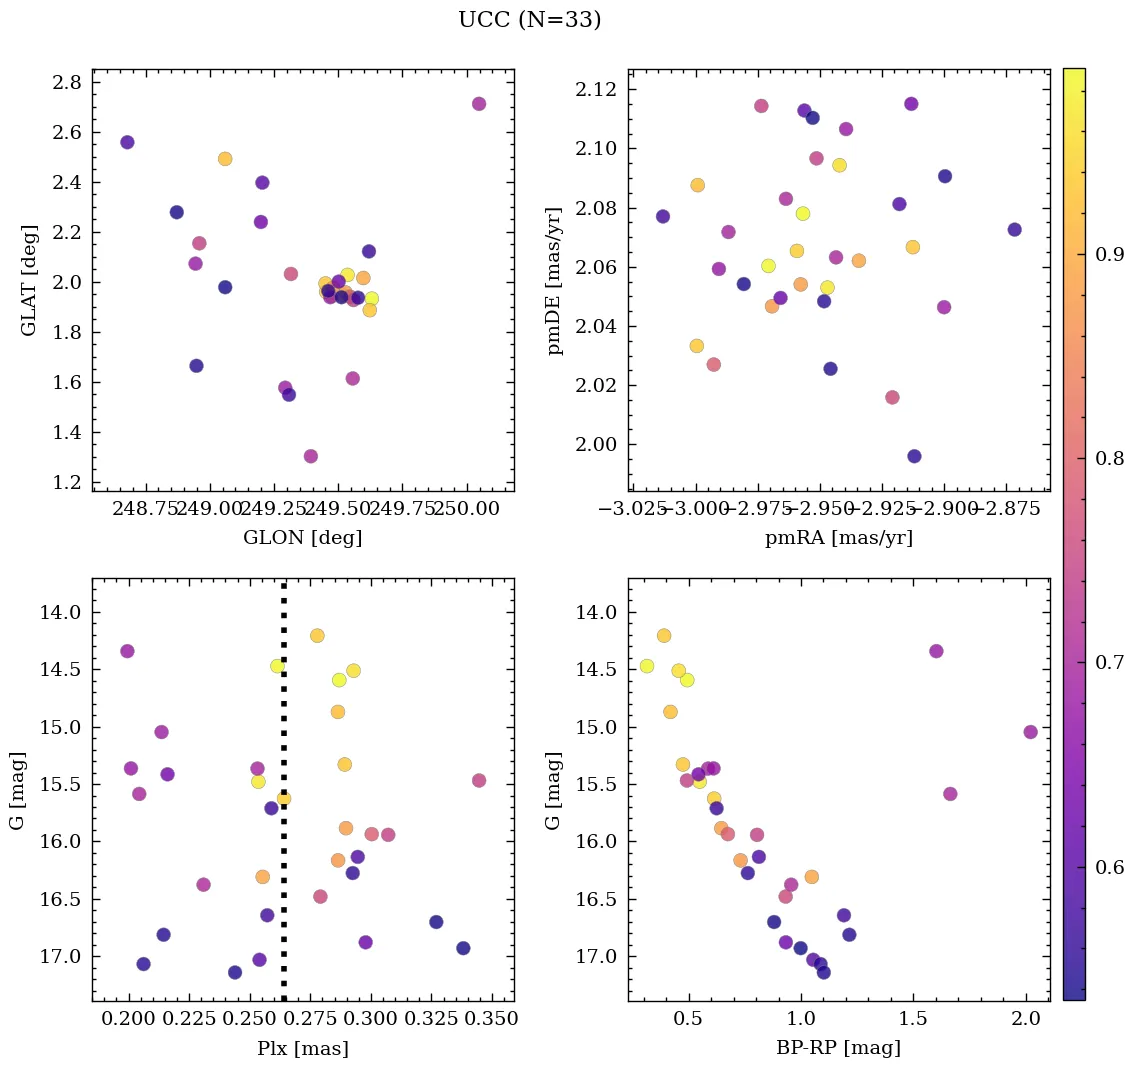 UCC (N=33)
2.8
2.6
2.4
2.2
2.0
1.8
1.6
1.4
1.2
GLAT [deg]
248.75 249.00 249.25 249.50 249.75 250.00
GLON [deg]
2.12
2.10
2.08
2.06
2.04
2.02
2.00
pmDE [mas/yr]
−3.025 −3.000 −2.975 −2.950 −2.925 −2.900 −2.875
pmRA [mas/yr]
14.0
14.5
15.0
15.5
16.0
16.5
17.0
G [mag]
0.200 0.225 0.250 0.275 0.300 0.325 0.350
Plx [mas]
14.0
14.5
15.0
15.5
16.0
16.5
17.0
G [mag]
0.5 1.0 1.5 2.0
BP-RP [mag]
0.9
0.8
0.7
0.6